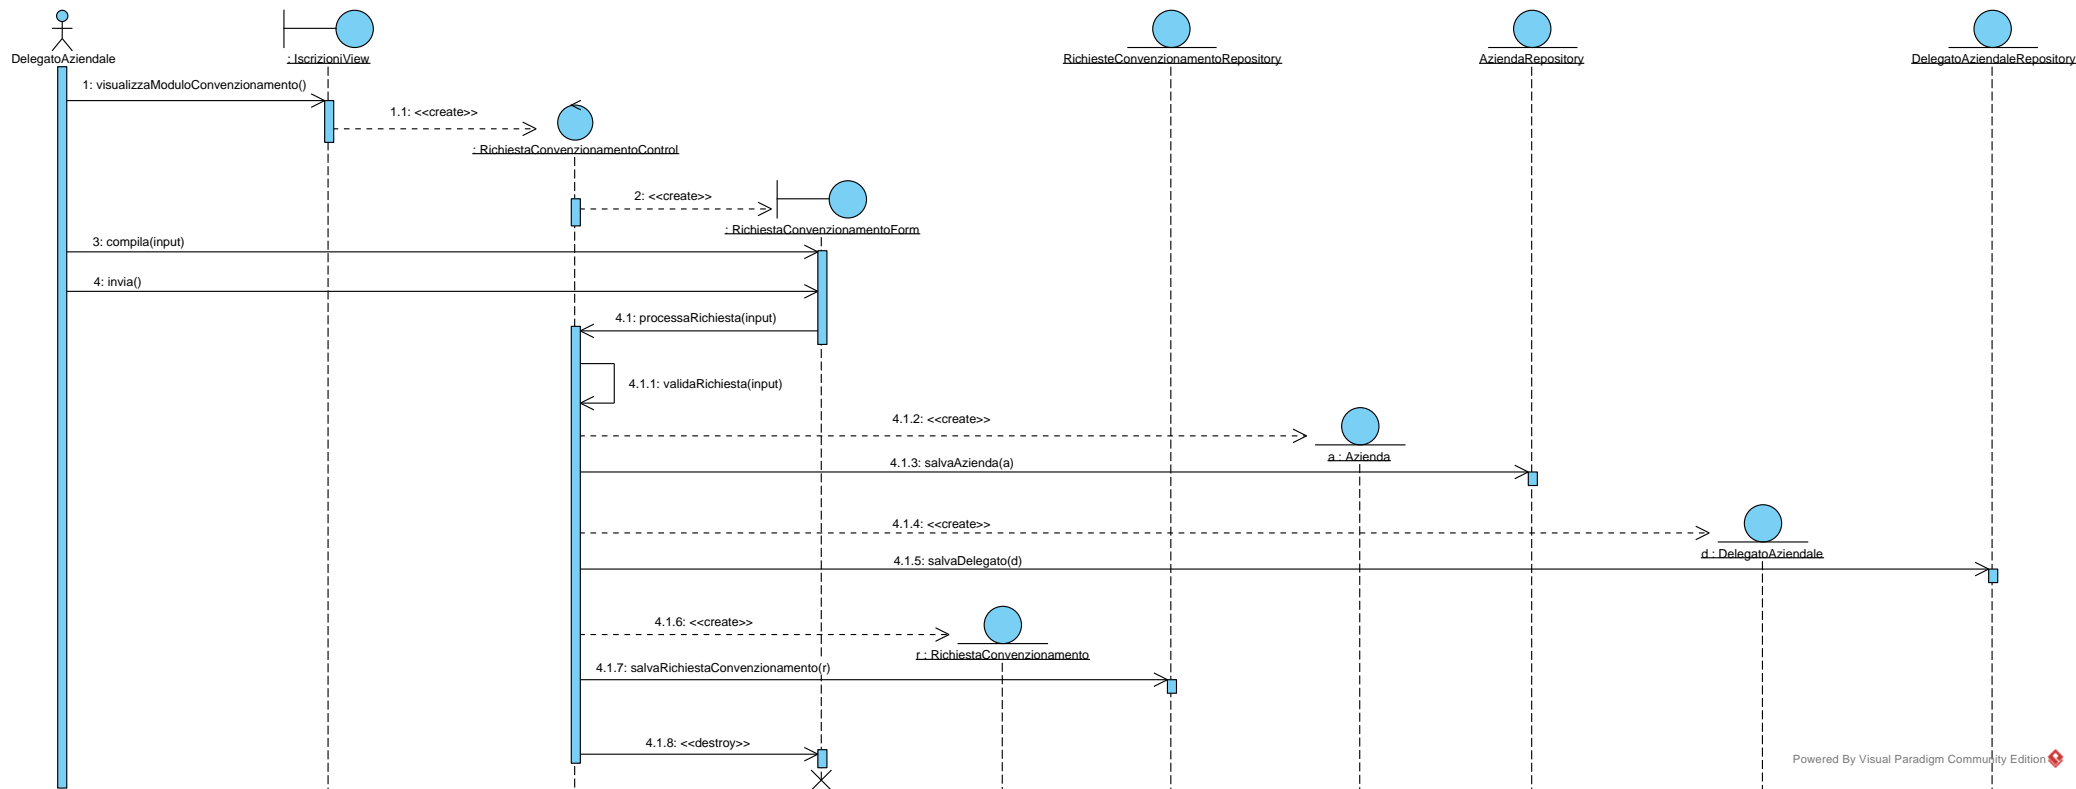 DelegatoAziendale
: IscrizioniView
RichiesteConvenzionamentoRepository
AziendaRepository
DelegatoAziendaleRepository
1: visualizzaModuloConvenzionamento()
1.1: <<create>>
: RichiestaConvenzionamentoControl
2: <<create>>
: RichiestaConvenzionamentoForm
3: compila(input)
4: invia()
4.1: processaRichiesta(input)
4.1.1: validaRichiesta(input)
4.1.2: <<create>>
a : Azienda
4.1.3: salvaAzienda(a)
4.1.4: <<create>>
d : DelegatoAziendale
4.1.5: salvaDelegato(d)
4.1.6: <<create>>
r : RichiestaConvenzionamento
4.1.7: salvaRichiestaConvenzionamento(r)
4.1.8: <<destroy>>
Powered By Visual Paradigm Community Edition